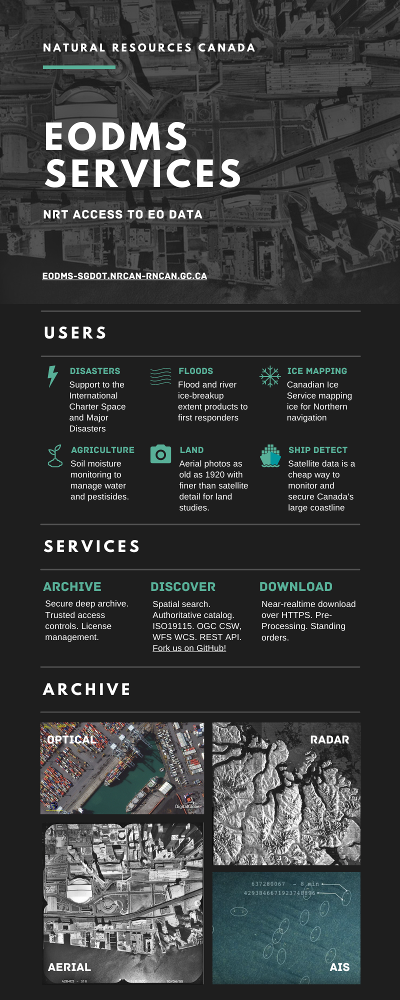 NATURAL RESOURCES CANADA
EODMS
SERVICES
NRT ACCESS TO EO DATA
EODMS-SGDOT.NRCAN-RNCAN.GC.CA
USERS
DISASTERS
Support to the
International
Charter Space
and Major
Disasters
FLOODS
Flood and river
ice-breakup
extent products to
first responders
ICE MAPPING
Canadian Ice
Service mapping
ice for Northern
navigation
AGRICULTURE
Soil moisture
monitoring to
manage water
and pestisides.
LAND
Aerial photos as
old as 1920 with
finer than satellite
detail for land
studies.
SHIP DETECT
Satellite data is a
cheap way to
monitor and
secure Canada's
large coastline
SERVICES
ARCHIVE
Secure deep archive.
Trusted access
controls. License
management.
DISCOVER
Spatial search.
Authoritative catalog.
ISO19115. OGC CSW,
WFS WCS. REST API.
Fork us on GitHub!
DOWNLOAD
Near-realtime download
over HTTPS. Pre-
Processing. Standing
orders.
ARCHIVE
OPTICAL
DigitalGlobe
RADAR
AERIAL
A28409 - 316
10/04/99
637280067 - 8 min
4293846671923748896
AIS